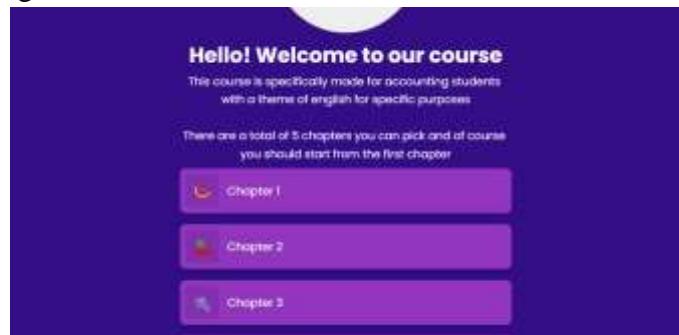 Hello! Welcome to our course
This course is specifically made for accounting students
with a theme of english for specific purposes
There are a total of 5 chapters you can pick and of course
you should start from the first chapter
Chapter 1
Chapter 2
Chapter 3